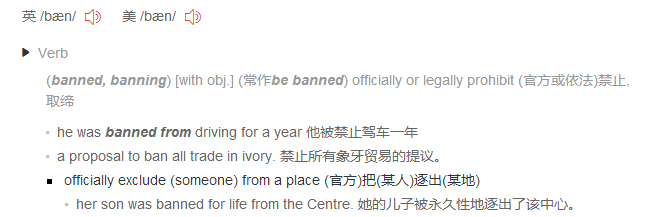 英 /bæn/ 美 /bæn/
Verb
(banned, banning) [with obj.] (常作be banned) officially or legally prohibit (官方或依法)禁止,
取缔
he was banned from driving for a year 他被禁止驾车一年
a proposal to ban all trade in ivory. 禁止所有象牙贸易的提议。
officially exclude (someone) from a place (官方)把(某人)逐出(某地)
her son was banned for life from the Centre. 她的儿子被永久性地逐出了该中心。